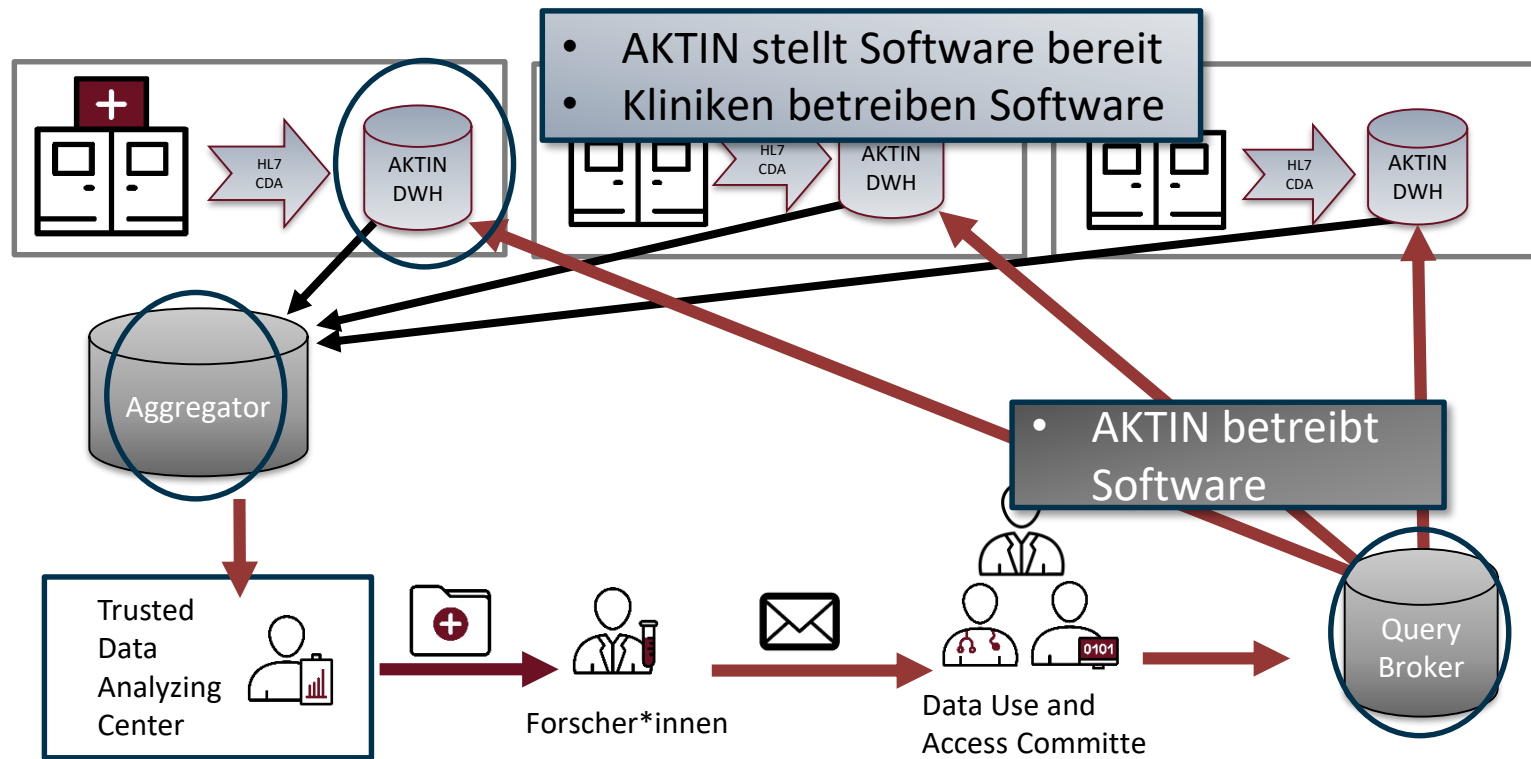 • AKTIN stellt Software bereit
• Kliniken betreiben Software
HL7
CDA
AKTIN
DWH
HL7
CDA
AKTIN
DWH
HL7
CDA
AKTIN
DWH
Aggregator
• AKTIN betreibt
Software
Trusted
Data
Analyzing
Center
Forscher*innen
0101
Data Use and
Access Committe
Query
Broker